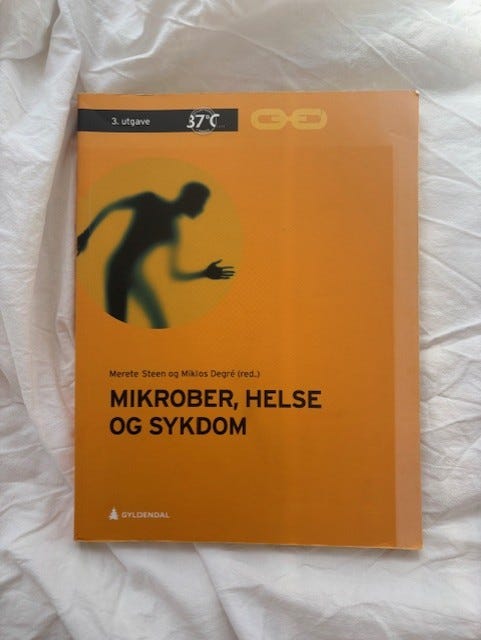 3. utgave
37°C
Merete Steen og Miklos Degré (red.)
MIKROBER, HELSE
OG SYKDOM
GYLDENDAL